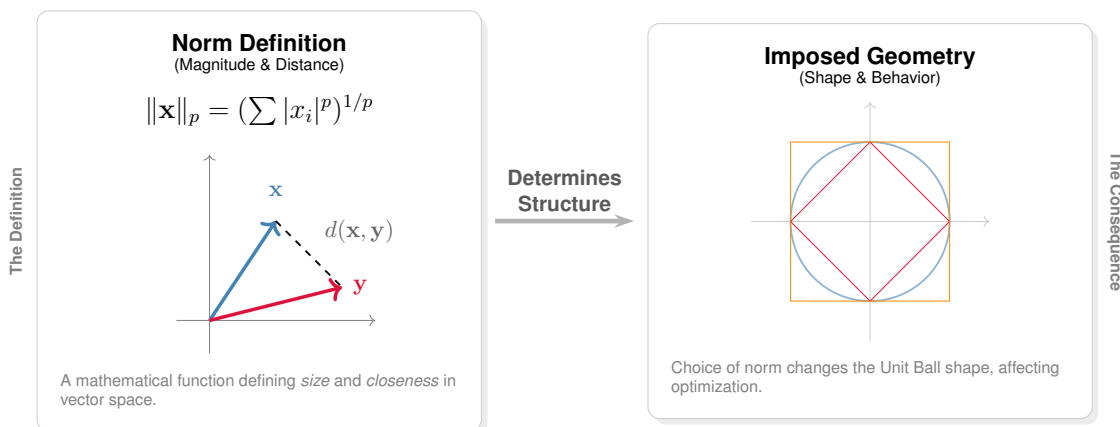 The Definition
Norm Definition
(Magnitude & Distance)
‖x‖_p = (∑ |x_i|^p)^{1/p}
x
d(x, y)
y
A mathematical function defining size and closeness in
vector space.
Determines
Structure
Imposed Geometry
(Shape & Behavior)
Choice of norm changes the Unit Ball shape, affecting
optimization.
The Consequence